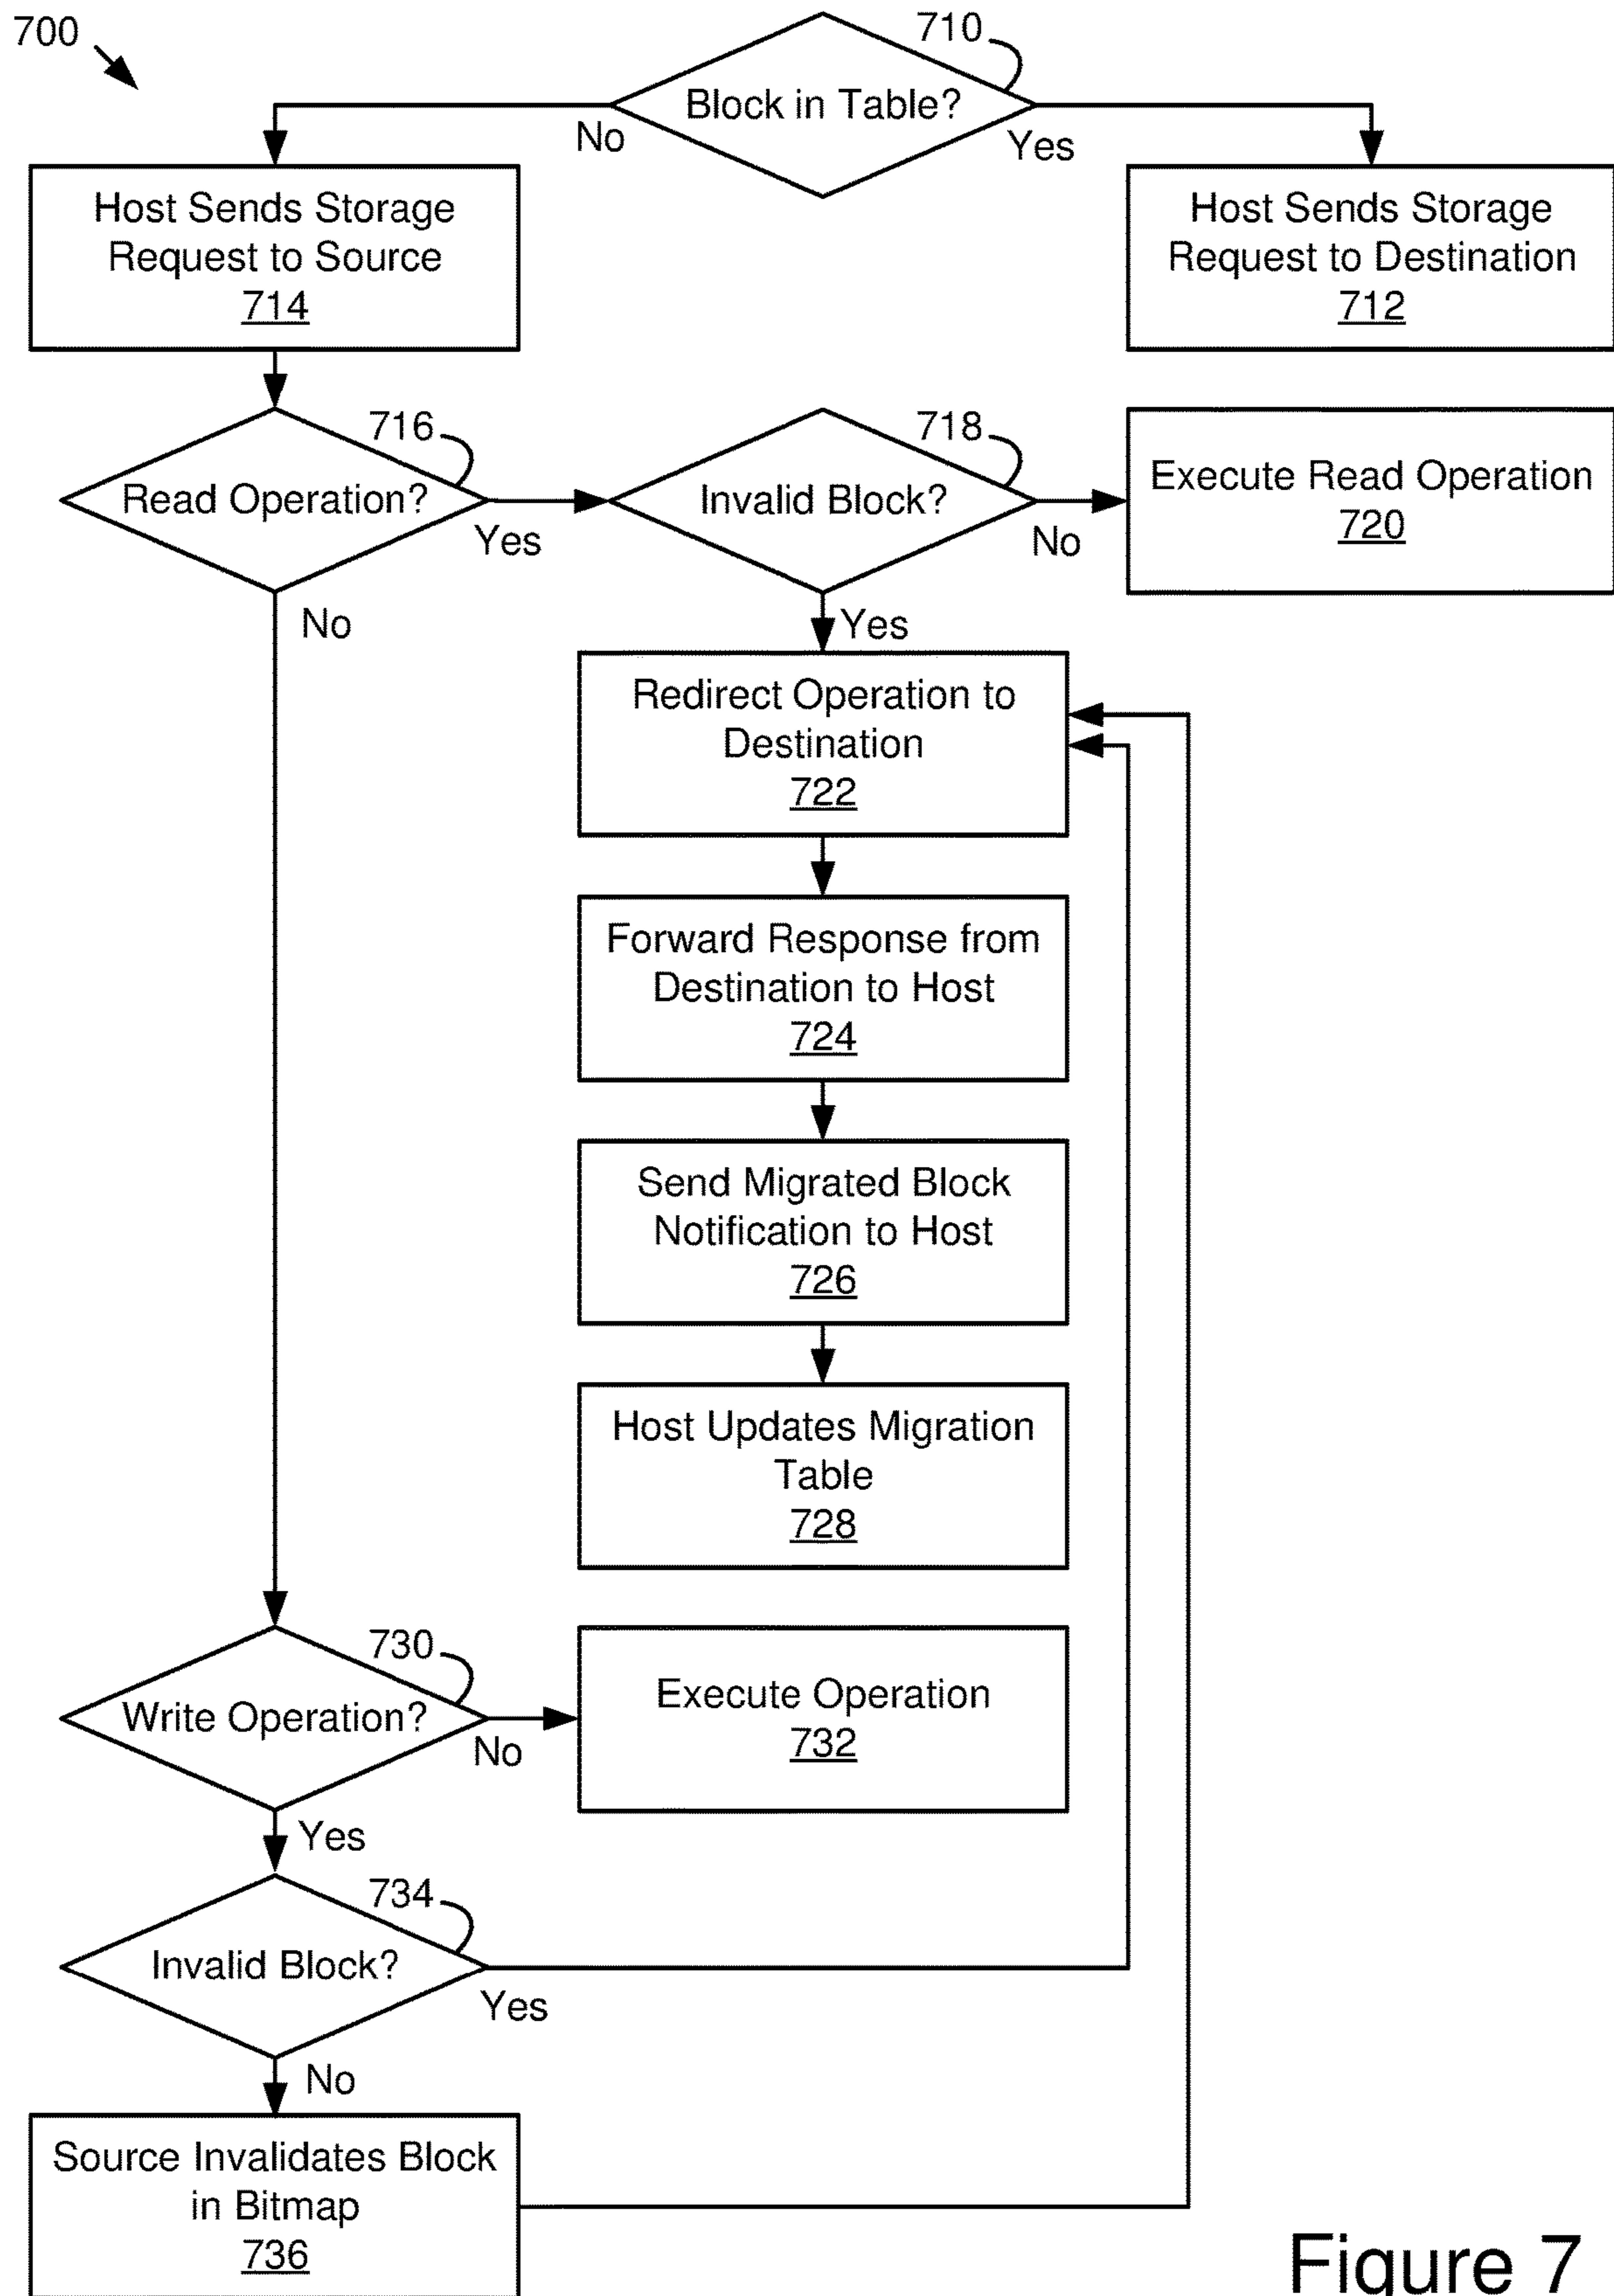 700
710
Block in Table?
No
Yes
Host Sends Storage
Request to Source
714
Host Sends Storage
Request to Destination
712
716
Read Operation?
Yes
No
718
Invalid Block?
No
Yes
Execute Read Operation
720
Redirect Operation to
Destination
722
Forward Response from
Destination to Host
724
Send Migrated Block
Notification to Host
726
Host Updates Migration
Table
728
730
Write Operation?
No
Yes
Execute Operation
732
734
Invalid Block?
Yes
No
Source Invalidates Block
in Bitmap
736
Figure 7